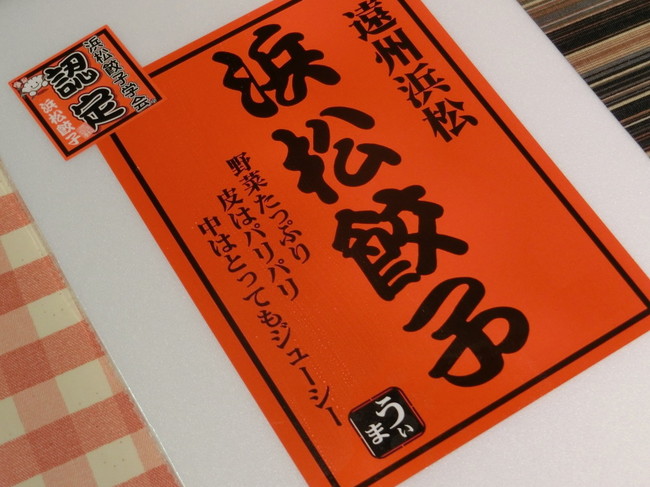 遠州浜松
浜松餃子
野菜たっぷり
皮はパリパリ
中はとってもジューシー
うまい
浜松餃子学会
認定
浜松餃子